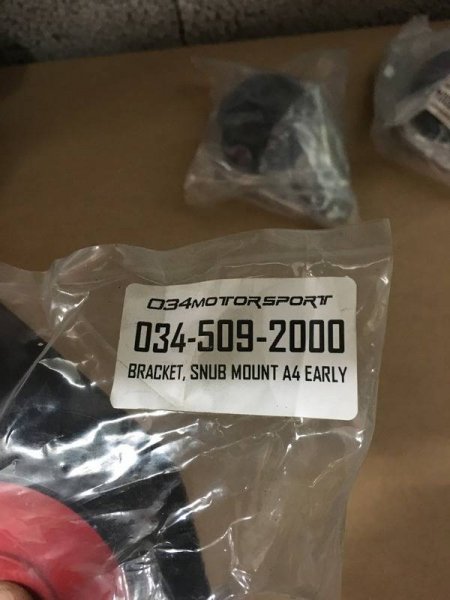 034MOTORSPORT
034-509-2000
BRACKET, SNUB MOUNT A4 EARLY